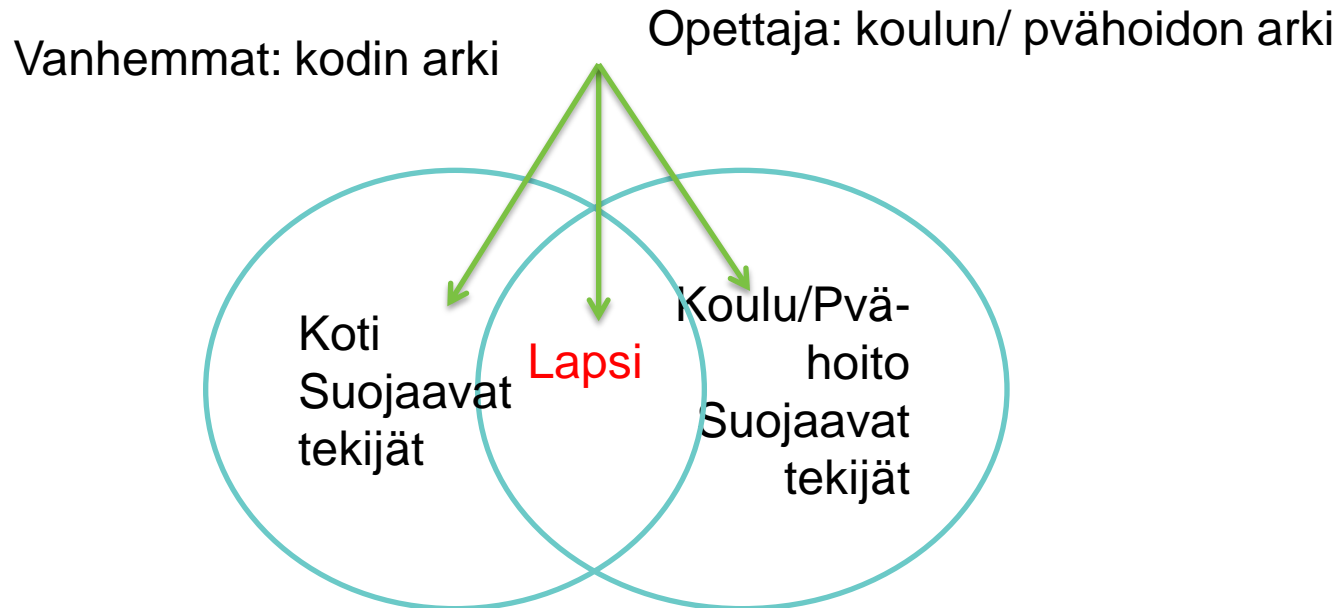 Opettaja: koulun/ pvähoidon arki
Vanhemmat: kodin arki
Koti
Suojaavat
tekijät
Lapsi
Koulu/Pvä-
hoito
Suojaavat
tekijät